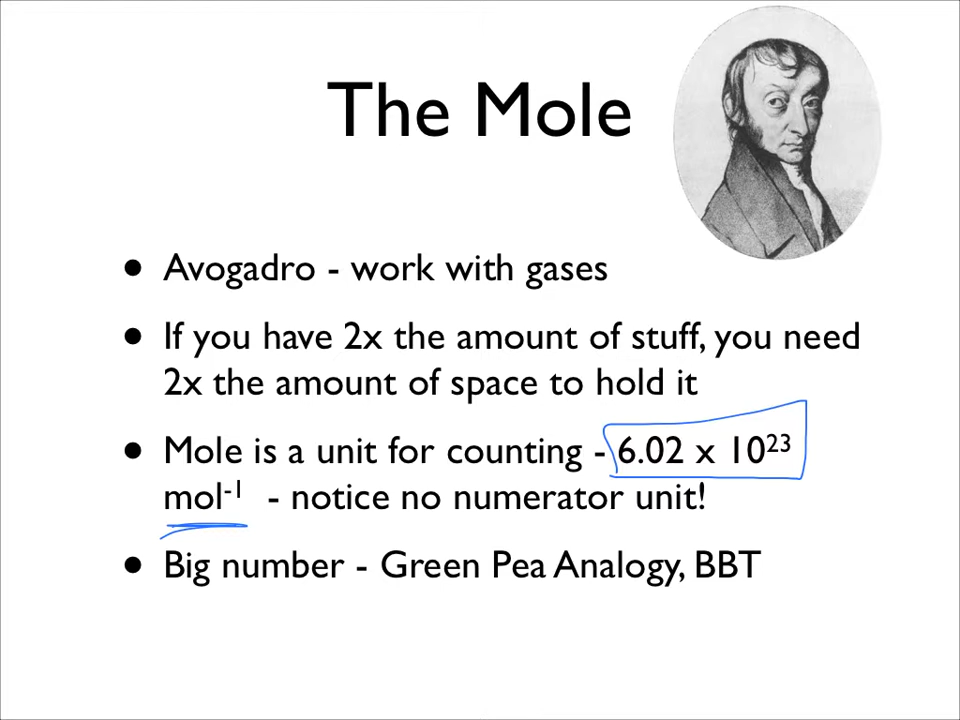 The Mole
• Avogadro - work with gases
• If you have 2x the amount of stuff, you need
2x the amount of space to hold it
• Mole is a unit for counting - 6.02 x 10²³
mol⁻¹ - notice no numerator unit!
• Big number - Green Pea Analogy, BBT